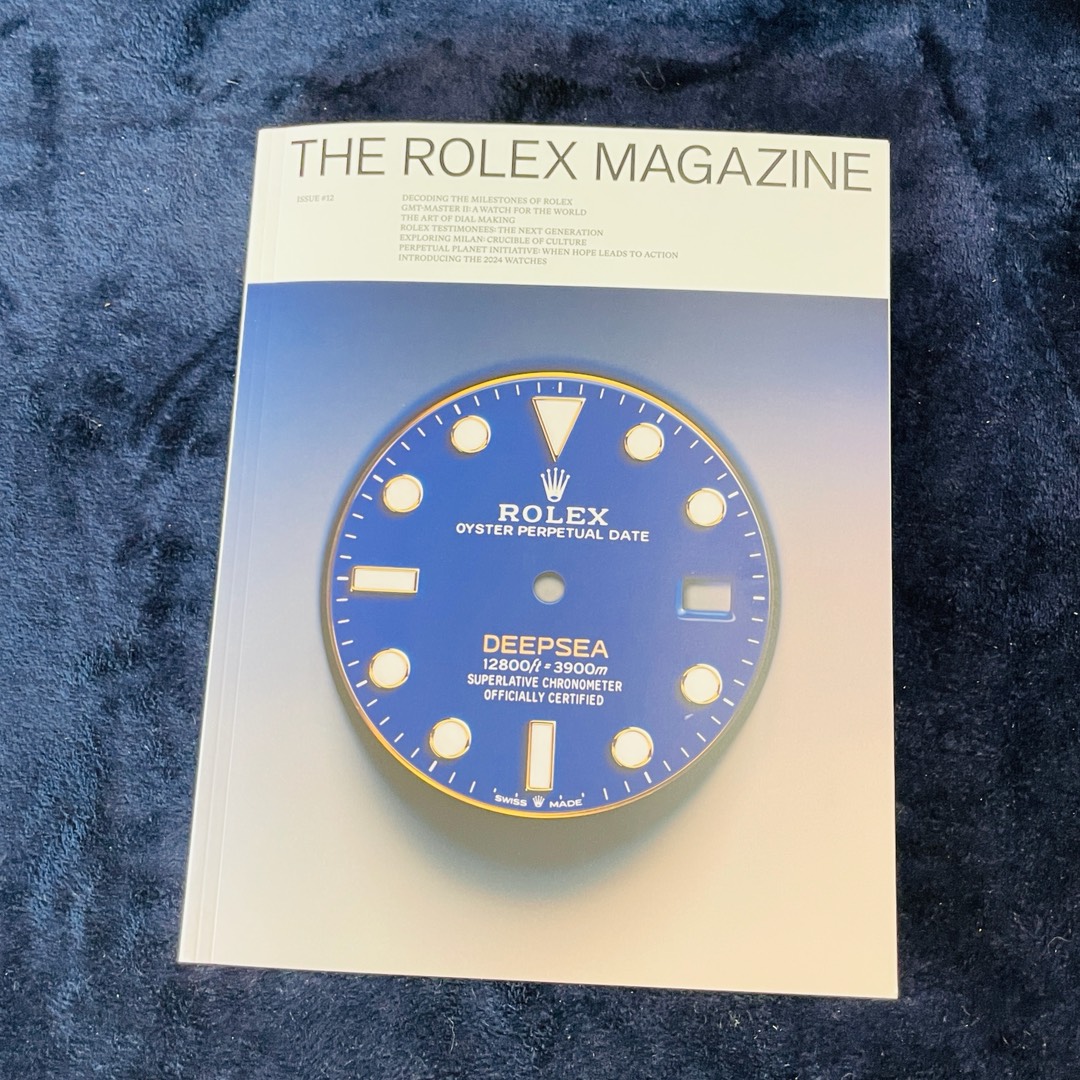 THE ROLEX MAGAZINE
ISSUE #12
DECODING THE MILESTONES OF ROLEX
GMT-MASTER II: A WATCH FOR THE WORLD
THE ART OF DIAL MAKING
ROLEX TESTIMONEES: THE NEXT GENERATION
EXPLORING MILAN: CRUCIBLE OF CULTURE
PERPETUAL PLANET INITIATIVE: WHEN HOPE LEADS TO ACTION
INTRODUCING THE 2024 WATCHES
ROLEX
OYSTER PERPETUAL DATE
DEEPSEA
12800ft = 3900m
SUPERLATIVE CHRONOMETER
OFFICIALLY CERTIFIED
SWISS MADE